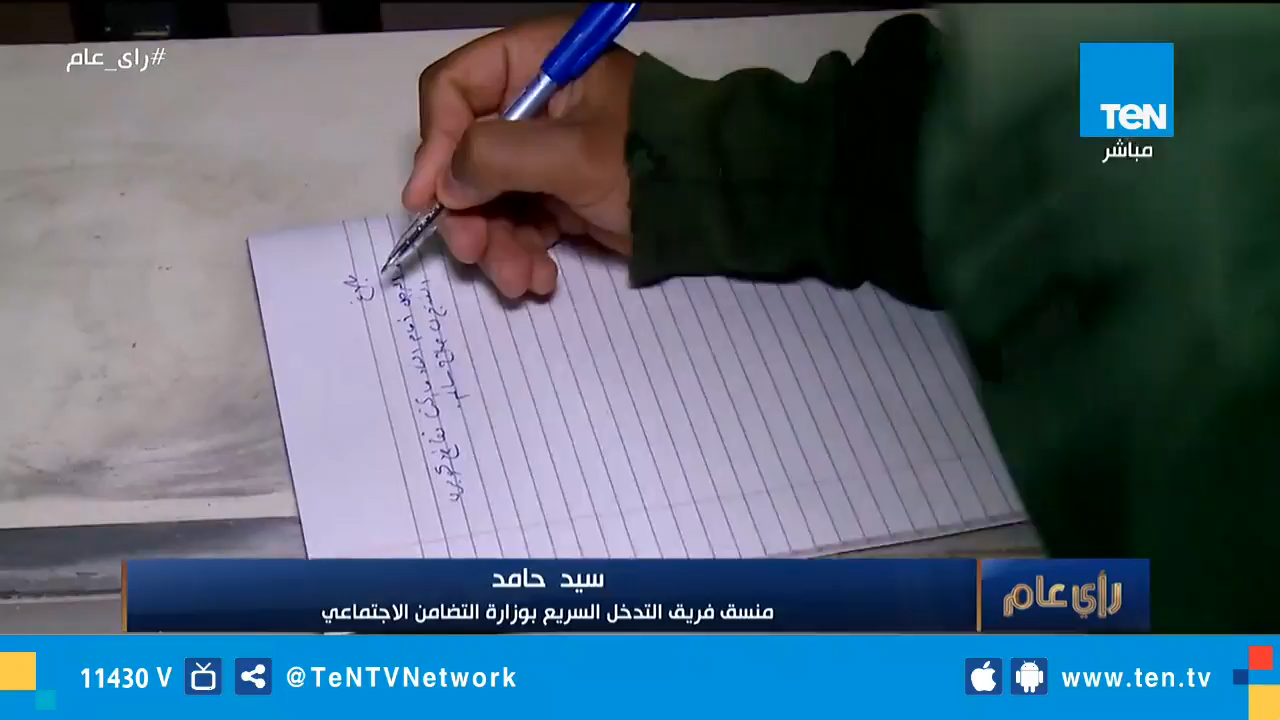 #راى_عام
TEN
مباشر
سيد حامد
منسق فريق التدخل السريع بوزارة التضامن الاجتماعي
رأي عام
11430 V
@TeNTVNetwork
www.ten.tv